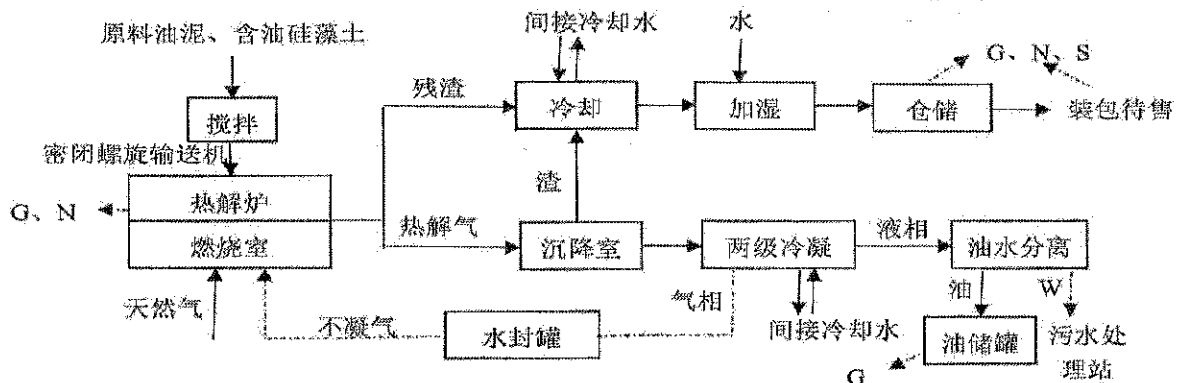 原料油泥、含油硅藻土
间接冷却水
水
G、N、S
残渣
搅拌
冷却
加湿
仓储
装包待售
密闭螺旋输送机
渣
G、N
热解炉
热解气
燃烧室
沉降室
两级冷凝
液相
油水分离
天然气
不凝气
水封罐
气相
间接冷却水
油
W
油储罐
污水处
理站
G